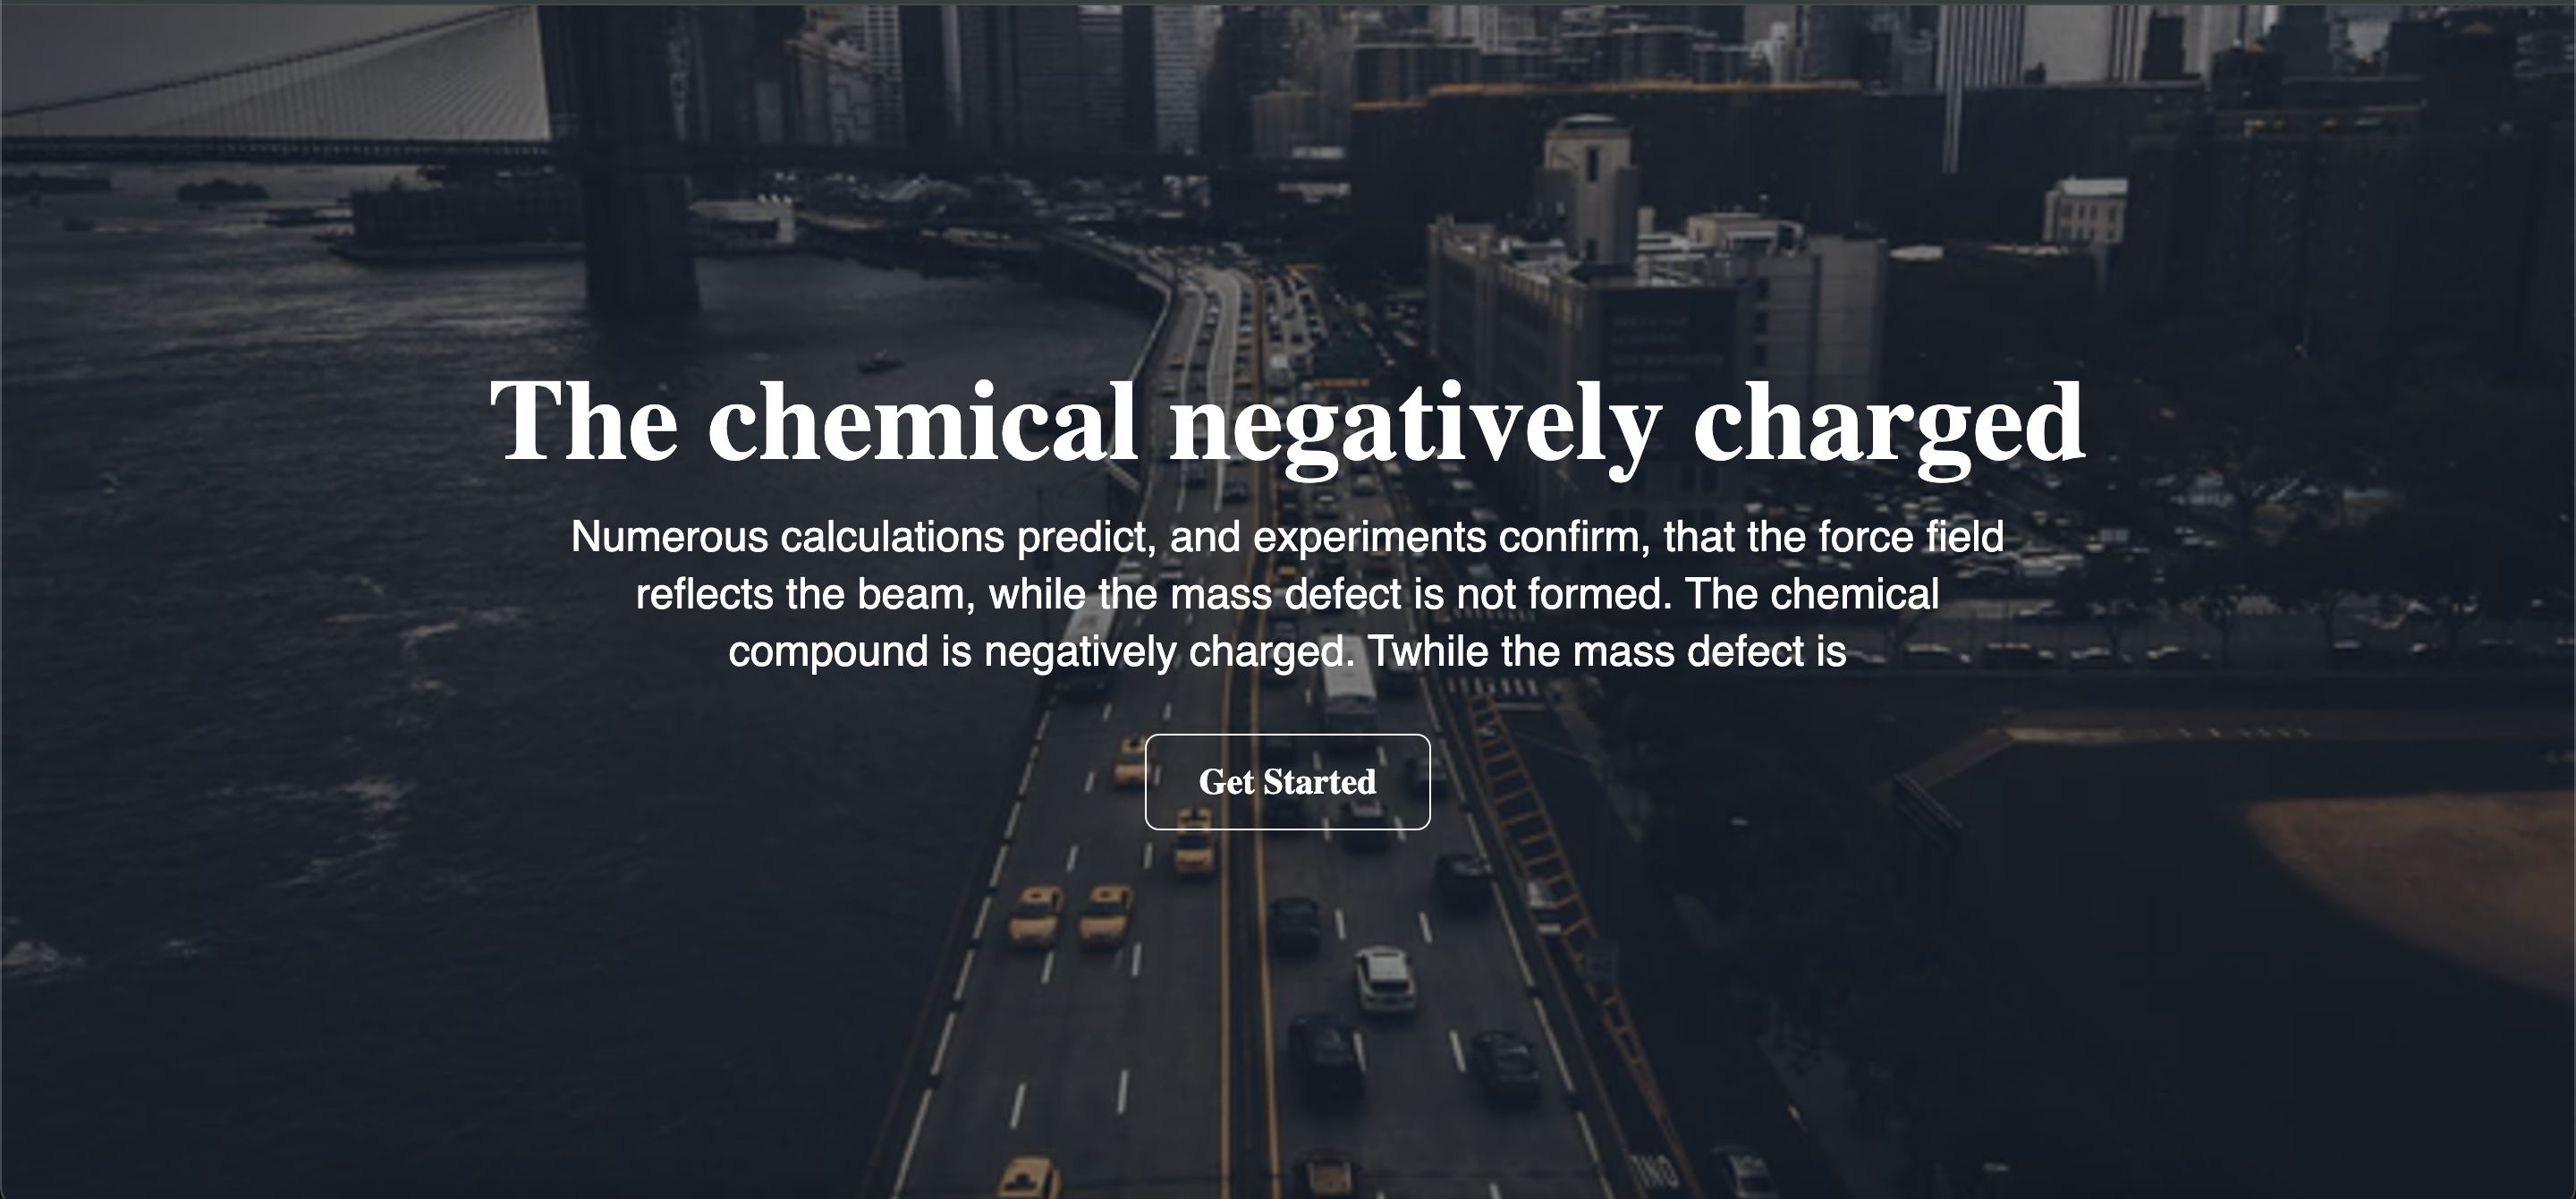 The chemical negatively charged
Numerous calculations predict, and experiments confirm, that the force field
reflects the beam, while the mass defect is not formed. The chemical
compound is negatively charged. Twhile the mass defect is
Get Started